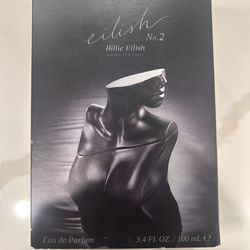 eilish
No. 2
Billie Eilish
Eau de Parfum
3.4 FL. OZ. / 100 mL ℮